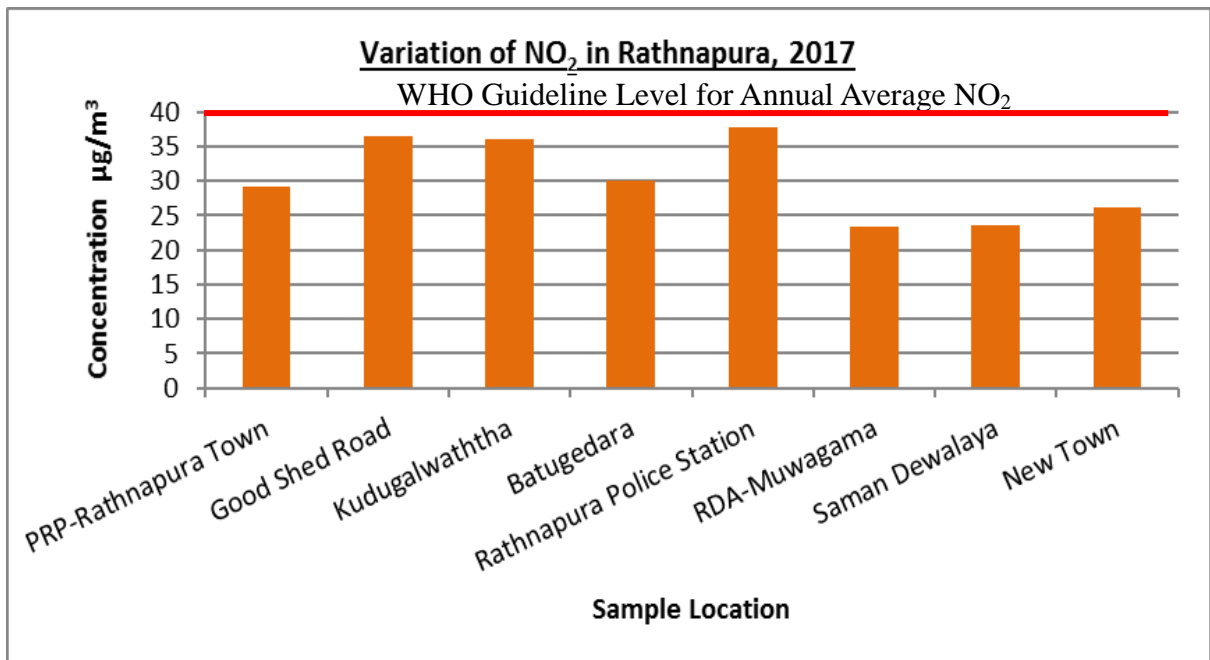 Variation of NO₂ in Rathnapura, 2017
WHO Guideline Level for Annual Average NO₂
Concentration µg/m³
40
35
30
25
20
15
10
5
0
PRP-Rathnapura Town
Good Shed Road
Kudugalwaththa
Batugedara
Rathnapura Police Station
RDA-Muwagama
Saman Dewalaya
New Town
Sample Location